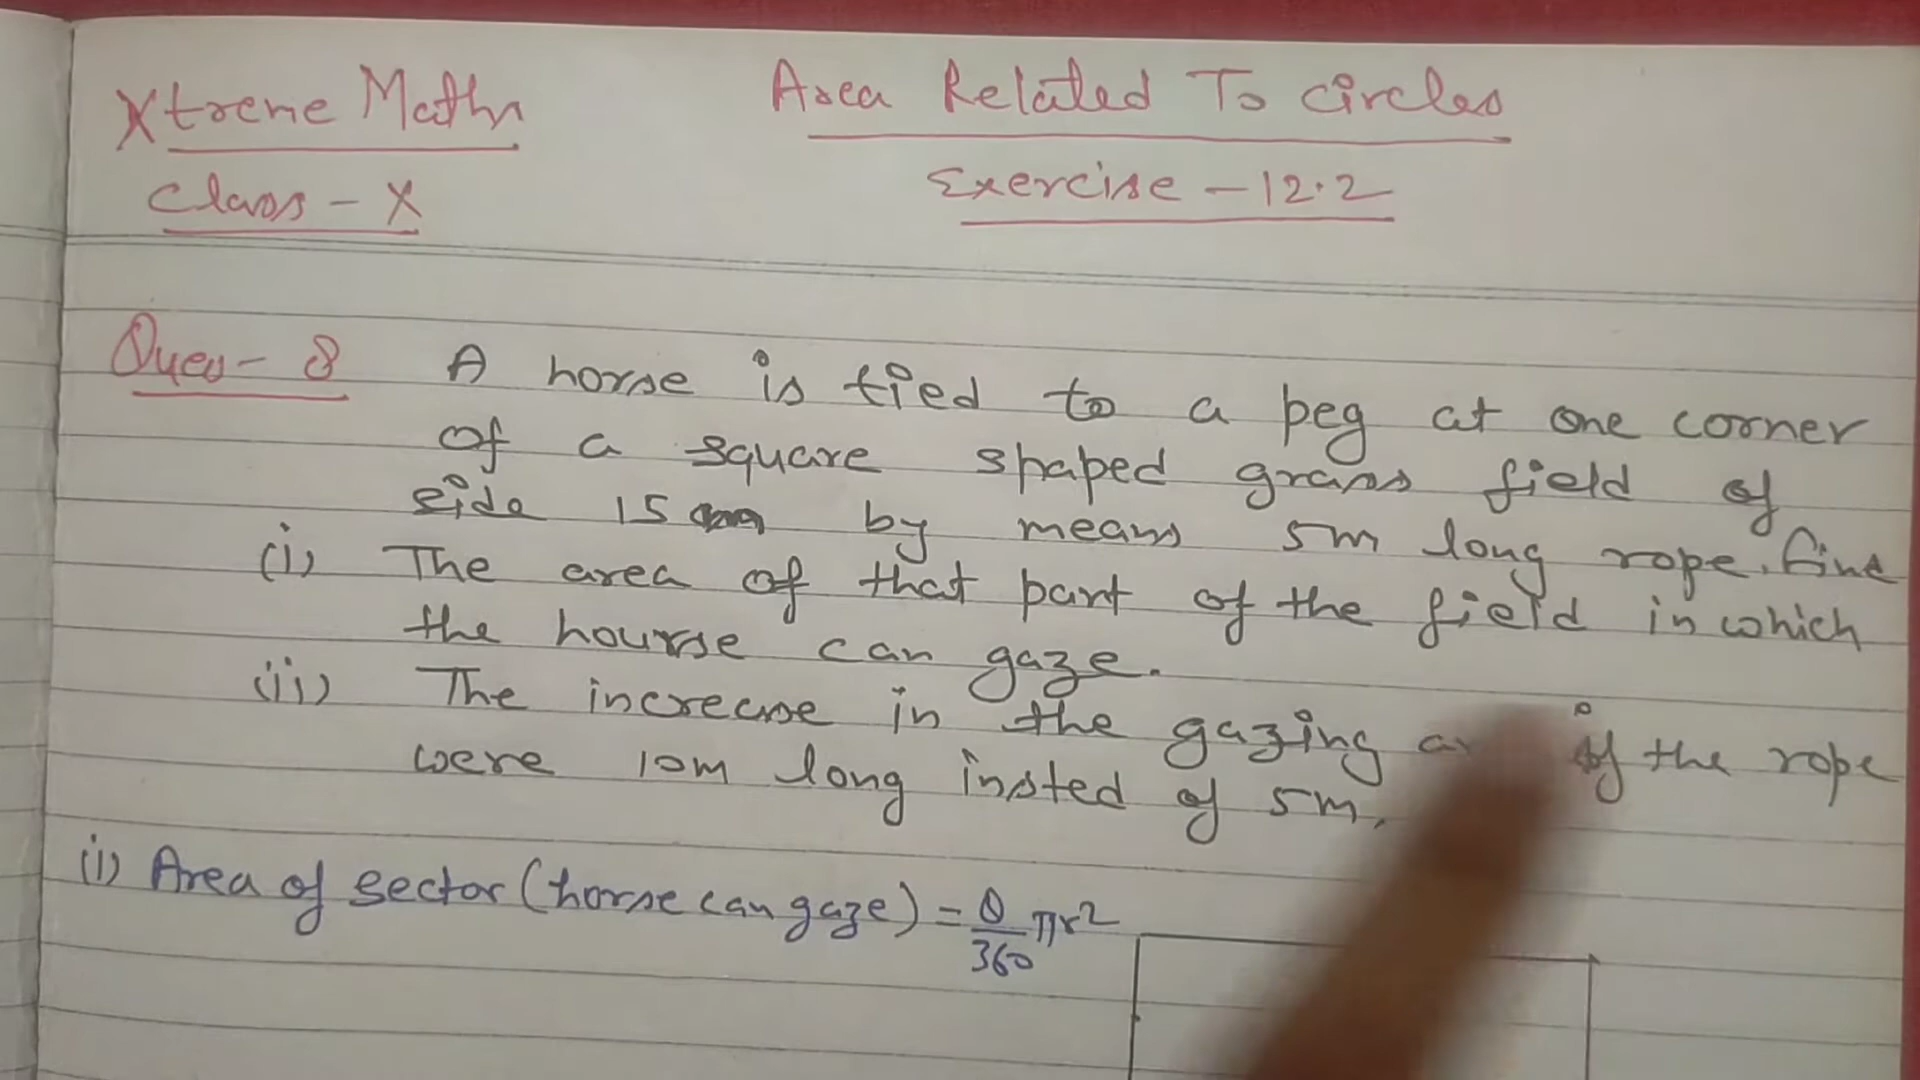 Xtreme Maths
Area Related To Circles
Class - X
Exercise - 12.2
Ques - 8 A horse is tied to a peg at one corner
of a square shaped grass field of
side 15 by means 5m long rope. find
(i) The area of that part of the field in which
the hourse can gaze.
(ii) The increase in the gazing if the rope
were 10m long insted of 5m.
(i) Area of sector (horse can gaze) = θ/360 πr²